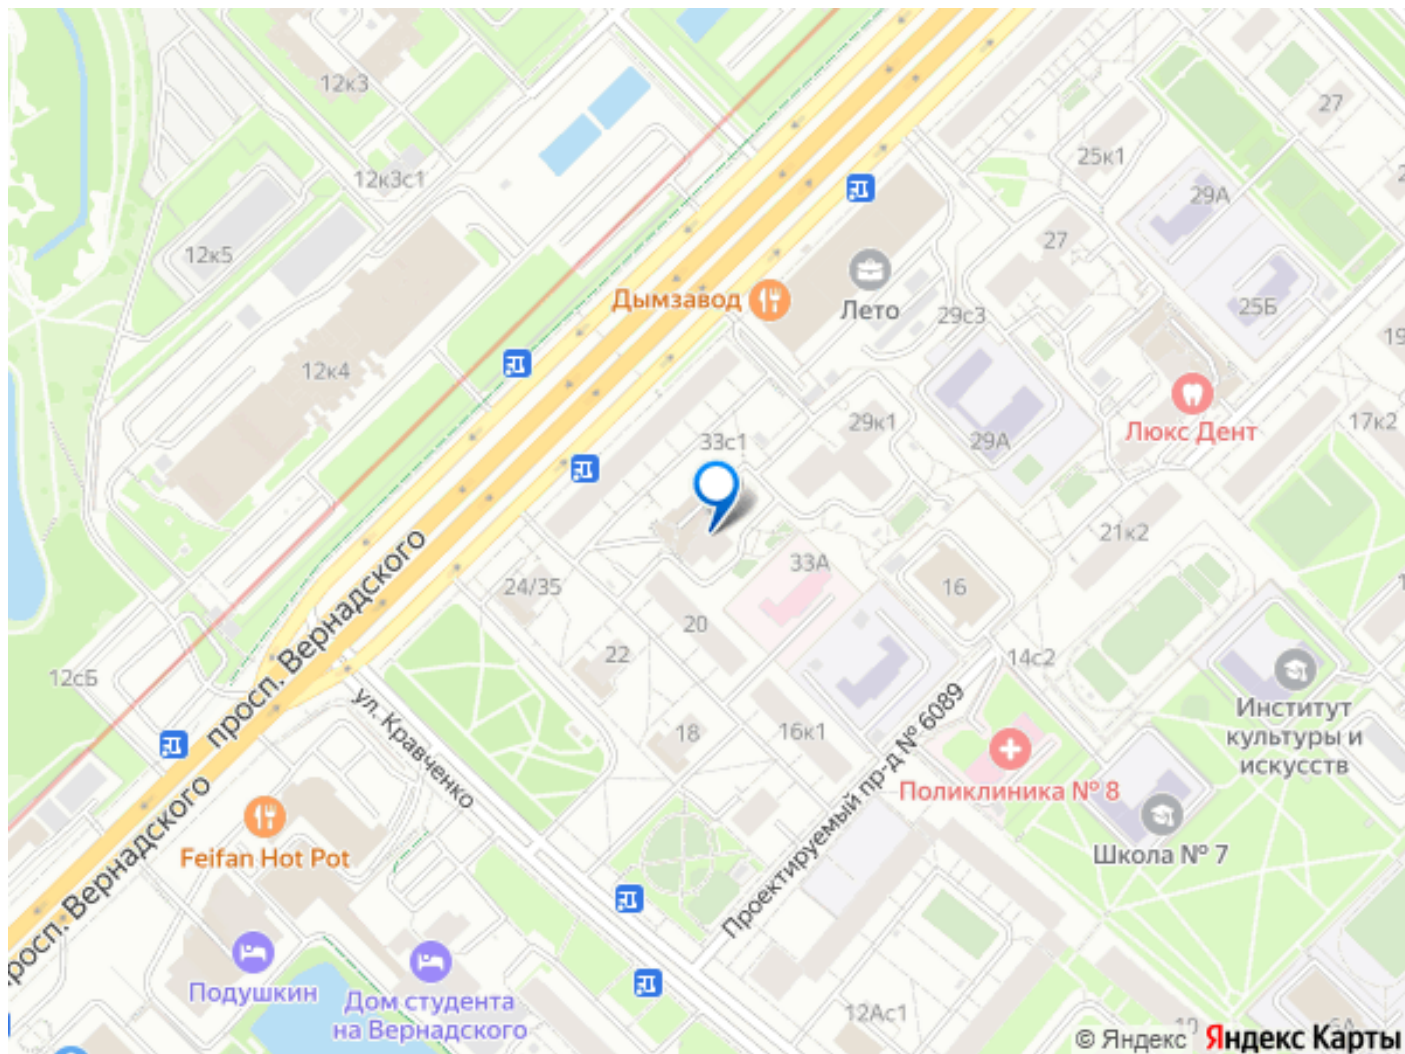 12к3
27
25к1
12к3с1
29А
27
12к5
25Б
Дымзавод
Лето
29с3
12к4
Люкс Дент
17к2
29к1
33с1
29А
21к2
33А
24/35
16
20
просп. Вернадского
22
14с2
12сБ
Институт
культуры и
искусств
ул. Кравченко
18
16к1
Проектируемый пр-д № 6089
Поликлиника № 8
Школа № 7
Feifan Hot Pot
просп. Вернадского
Подушкин
Дом студента
на Вернадского
12Ас1
© Яндекс Яндекс Карты